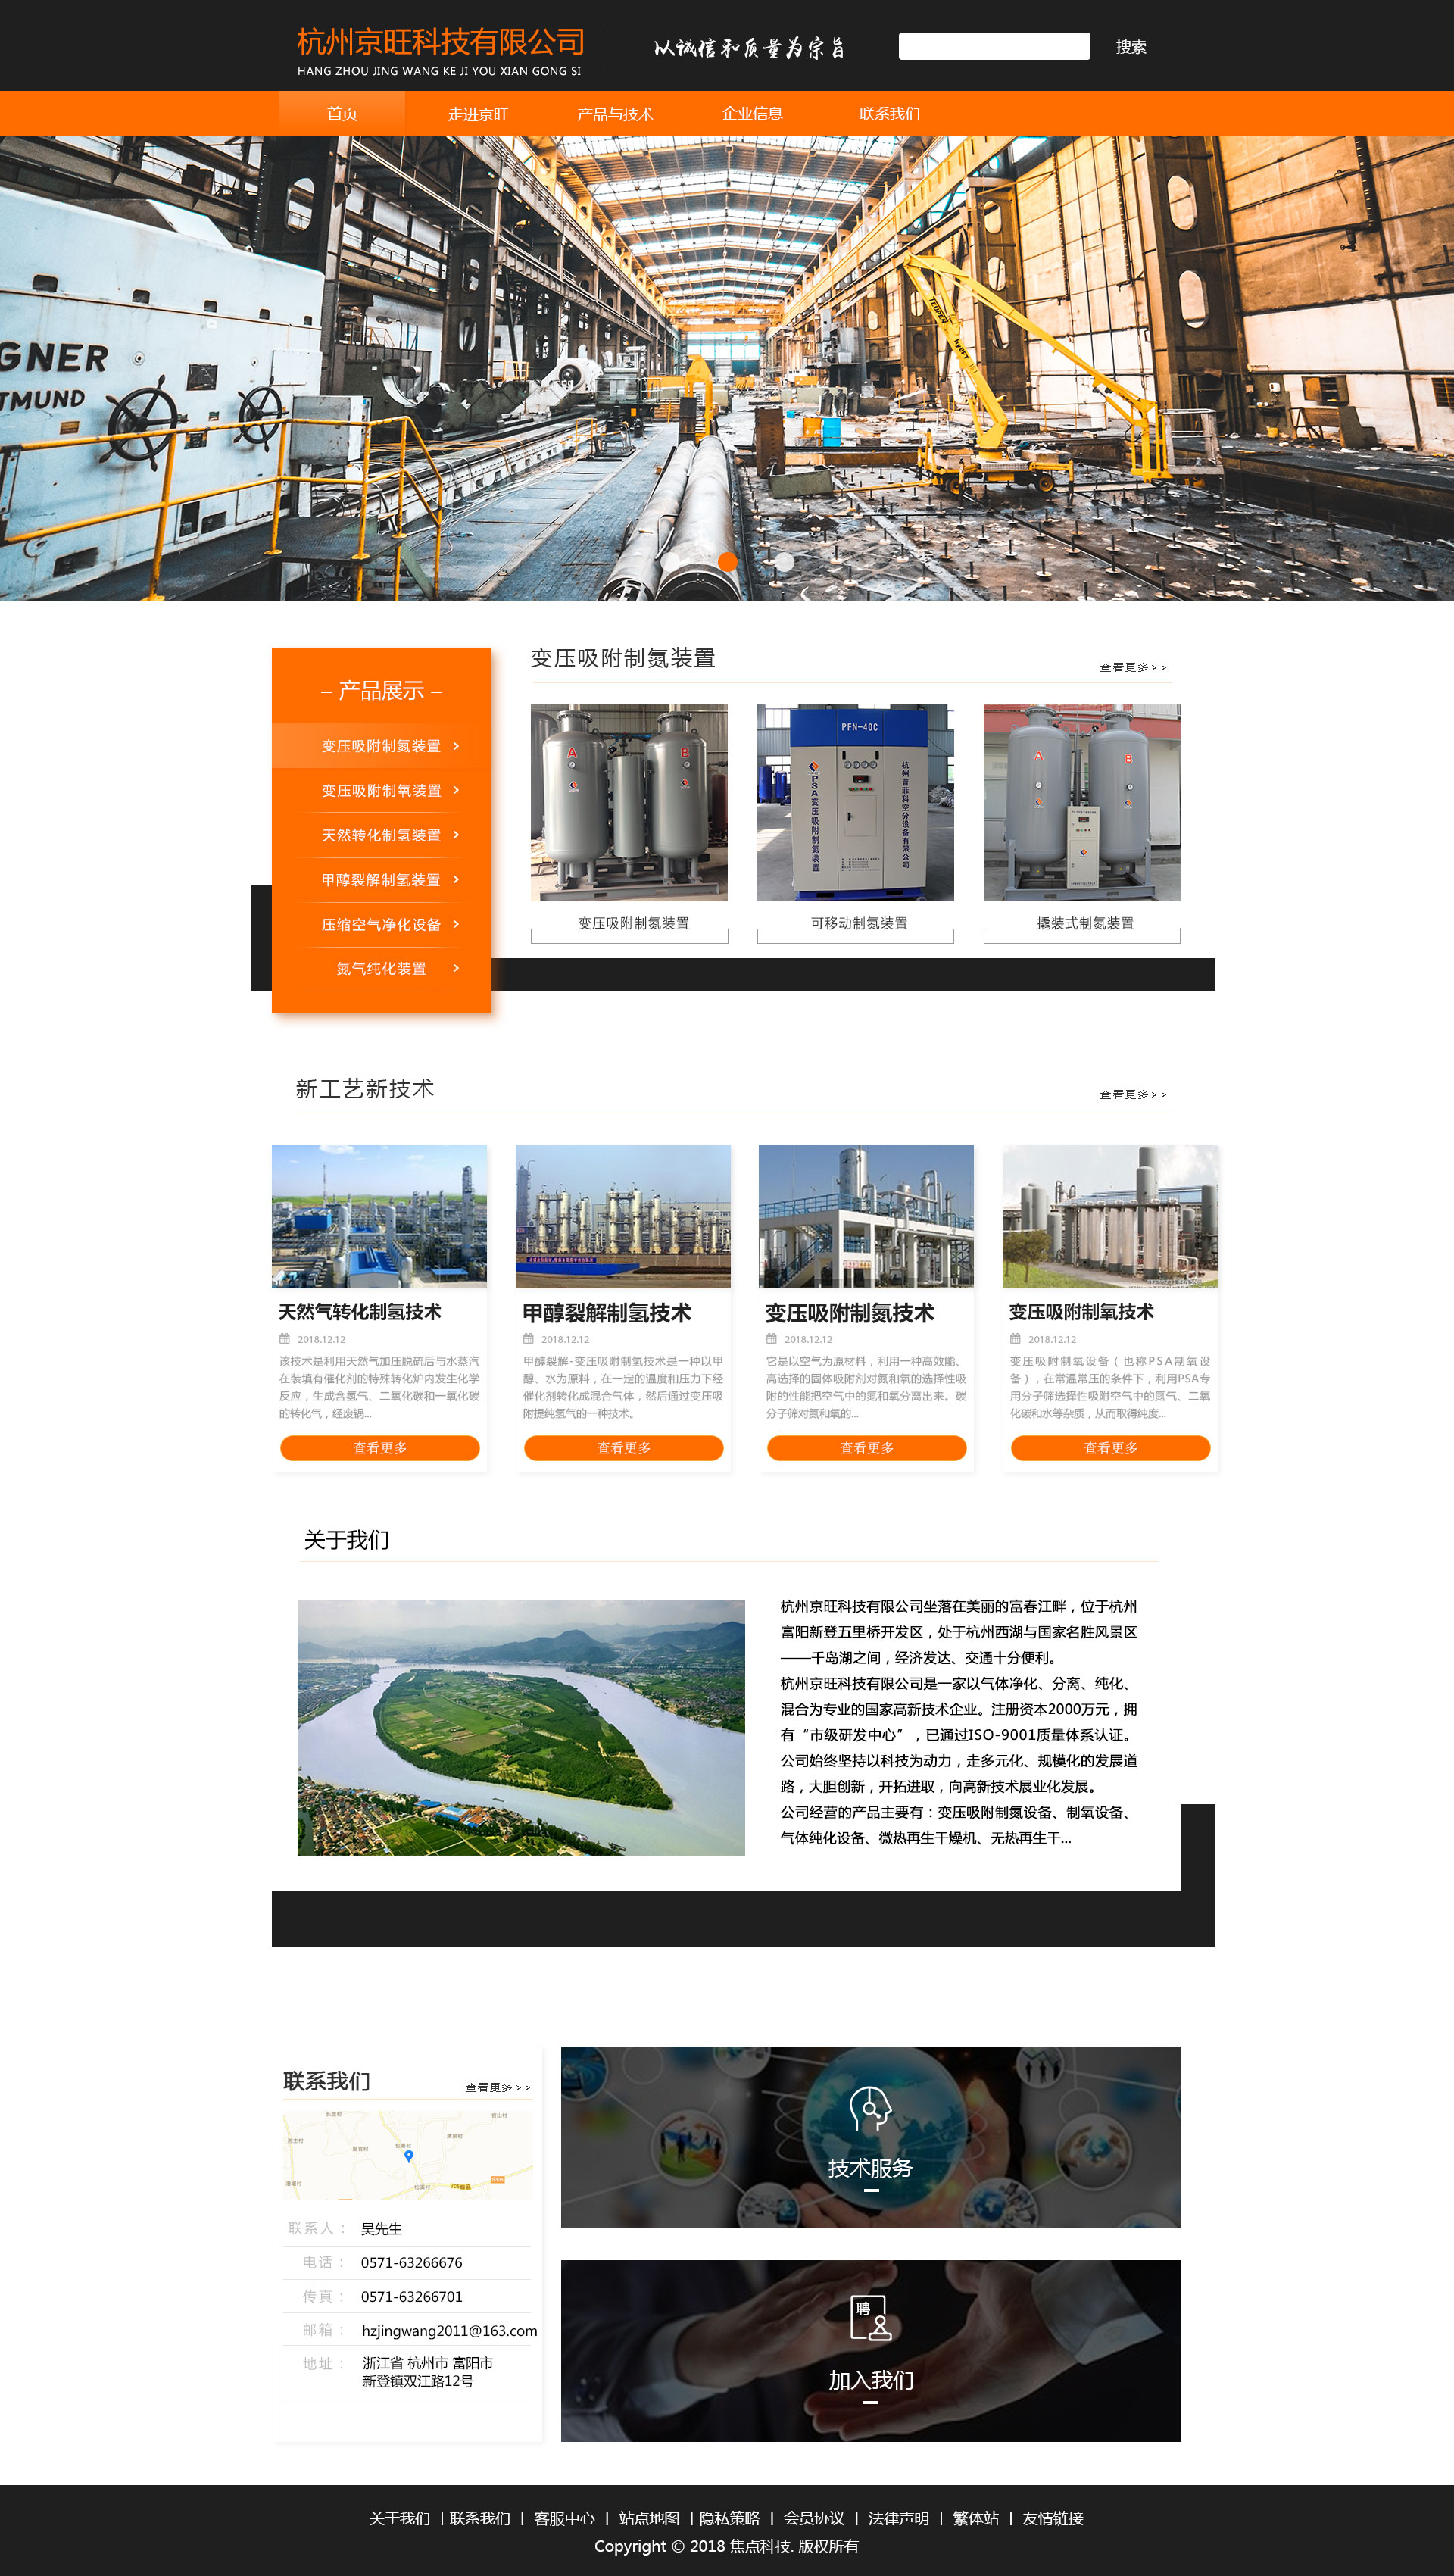 杭州京旺科技有限公司
HANG ZHOU JING WANG KE JI YOU XIAN GONG SI
以诚信和质量为宗旨
搜索
首页
走进京旺
产品与技术
企业信息
联系我们
GNER
TMUND
TEUPEN
hylift
– 产品展示 –
变压吸附制氮装置 >
变压吸附制氧装置 >
天然转化制氢装置 >
甲醇裂解制氢装置 >
压缩空气净化设备 >
氮气纯化装置 >
变压吸附制氮装置
查看更多>>
A
B
PFN-40C
PSA变压吸附制氮装置
杭州普菲科空分设备有限公司
A
B
变压吸附制氮装置
可移动制氮装置
撬装式制氮装置
新工艺新技术
查看更多>>
天然气转化制氢技术
2018.12.12
该技术是利用天然气加压脱硫后与水蒸汽
在装填有催化剂的特殊转化炉内发生化学
反应，生成含氢气、二氧化碳和一氧化碳
的转化气，经废锅...
查看更多
甲醇裂解制氢技术
2018.12.12
甲醇裂解-变压吸附制氢技术是一种以甲
醇、水为原料，在一定的温度和压力下经
催化剂转化成混合气体，然后通过变压吸
附提纯氢气的一种技术。
查看更多
变压吸附制氮技术
2018.12.12
它是以空气为原材料，利用一种高效能、
高选择的固体吸附剂对氮和氧的选择性吸
附的性能把空气中的氮和氧分离出来。碳
分子筛对氮和氧的...
查看更多
变压吸附制氧技术
2018.12.12
变压吸附制氧设备（也称PSA制氧设
备），在常温常压的条件下，利用PSA专
用分子筛选择性吸附空气中的氮气、二氧
化碳和水等杂质，从而取得纯度...
查看更多
关于我们
杭州京旺科技有限公司坐落在美丽的富春江畔，位于杭州
富阳新登五里桥开发区，处于杭州西湖与国家名胜风景区
——千岛湖之间，经济发达、交通十分便利。
杭州京旺科技有限公司是一家以气体净化、分离、纯化、
混合为专业的国家高新技术企业。注册资本2000万元，拥
有“市级研发中心”，已通过ISO-9001质量体系认证。
公司始终坚持以科技为动力，走多元化、规模化的发展道
路，大胆创新，开拓进取，向高新技术展业化发展。
公司经营的产品主要有：变压吸附制氮设备、制氧设备、
气体纯化设备、微热再生干燥机、无热再生干...
联系我们
查看更多>>
联系人： 吴先生
电话： 0571-63266676
传真： 0571-63266701
邮箱： hzjingwang2011@163.com
地址： 浙江省 杭州市 富阳市
新登镇双江路12号
技术服务
聘
加入我们
关于我们 | 联系我们 | 客服中心 | 站点地图 | 隐私策略 | 会员协议 | 法律声明 | 繁体站 | 友情链接
Copyright © 2018 焦点科技. 版权所有